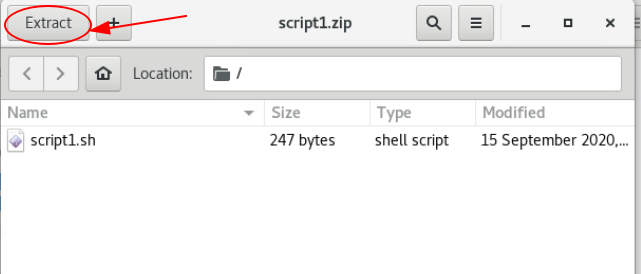 Extract + script1.zip
Location: /
Name Size Type Modified
script1.sh 247 bytes shell script 15 September 2020,...